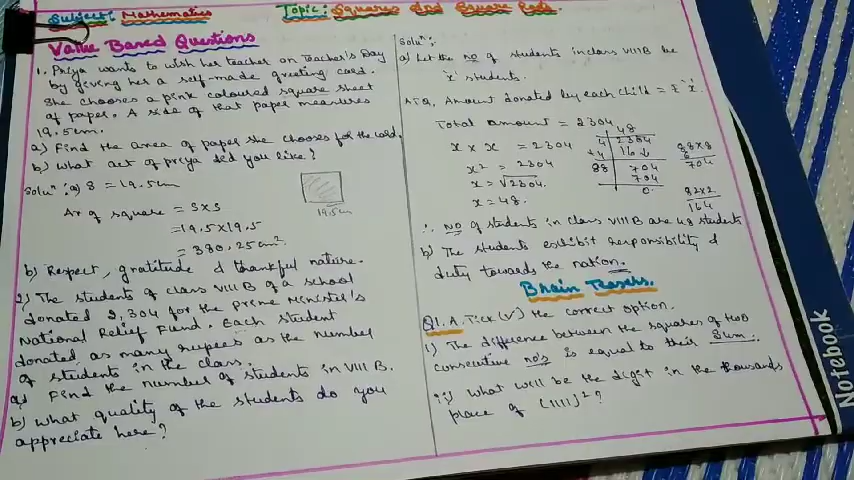 Subject: Mathematics
Topic: Squares and Square Roots.
Value Based Questions
1. Priya wants to wish her teacher on Teacher's Day
by giving her a self-made greeting card.
She chooses a pink coloured square sheet
of paper. A side of that paper measures
19.5cm.
a) Find the area of paper she chooses for the card.
b) What act of priya did you like?
Soluⁿ: a) S = 19.5cm
Ar of square = S×S
= 19.5×19.5
= 380.25cm².
19.5cm
b) Respect, gratitude & thankful nature.
2) The students of class VIII B of a school
donated 2,304 for the prime Minister's
National Relief Fund. Each student
donated as many rupees as the number
of students in the class.
a) Find the number of students in VIII B.
b) What quality of the students do you
appreciate here?
Soluⁿ:
a) Let the no of students in class VIII B be
'x' students.
ATQ, Amount donated by each child = ₹ 'x'.
Total amount = 2304
x × x = 2304
x² = 2304
x = √2304
x = 48.
48
4 2304
+4 16↓
88 704
704
0.
88×8
704
82×2
164
∴ no of students in class VIII B are 48 students
b) The students exhibit responsibility &
duty towards the nation.
Brain Teasers.
Q1. A. Tick (✓) the correct option.
i) The difference between the squares of two
consecutive no's is equal to their sum.
ii) What will be the digit in the thousands
place of (1111)²?
Notebook